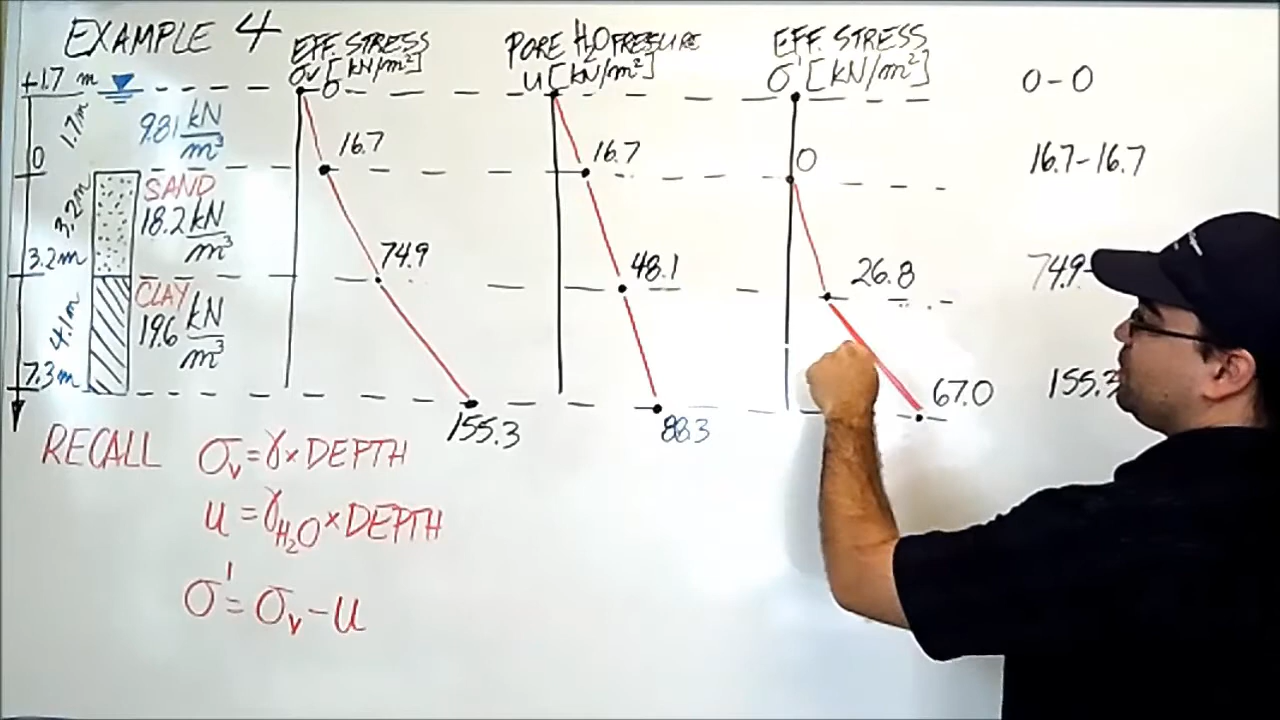 EXAMPLE 4
EFF. STRESS
σv [kN/m²]
0
PORE H2O PRESSURE
u [kN/m²]
EFF. STRESS
σ' [kN/m²]
0-0
+1.7 m
1.7m
9.81 kN/m³
16.7
16.7
0
16.7-16.7
0
3.2m
SAND
18.2 kN/m³
3.2m
74.9
48.1
26.8
74.9-
4.1m
CLAY
19.6 kN/m³
7.3m
155.3
88.3
67.0
155.3
RECALL σv = γ × DEPTH
u = γH2O × DEPTH
σ' = σv - u